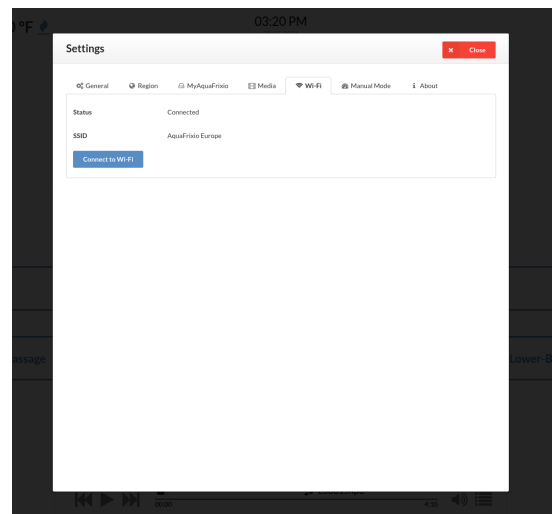 °F
03:20 PM
Settings
Close
General
Region
MyAquaFrixio
Media
Wi-Fi
Manual Mode
About
Status
Connected
SSID
AquaFrixio Europe
Connect to Wi-Fi
assage
Lower-B
00:00
4:55